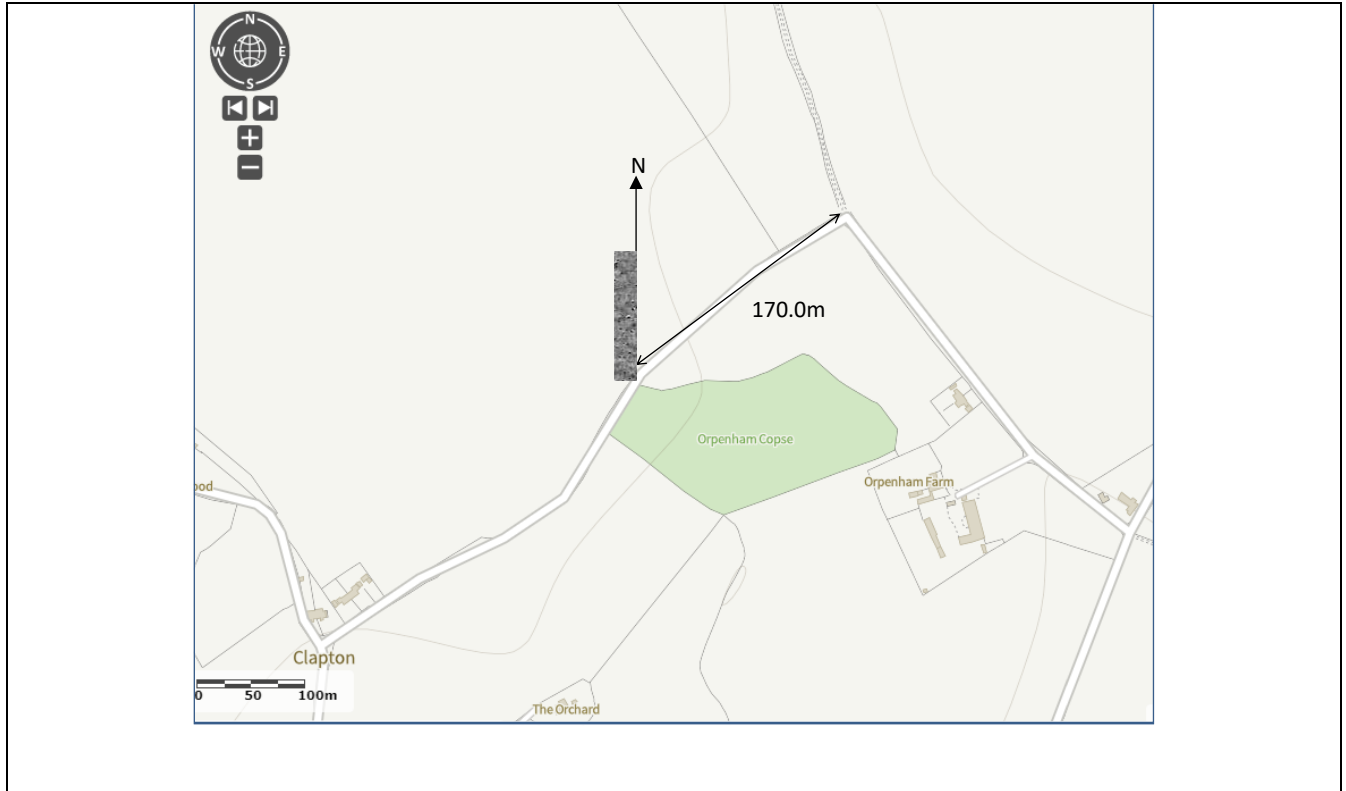 N
W E
S
N
170.0m
Orpenham Copse
Orpenham Farm
ood
Clapton
0 50 100m
The Orchard